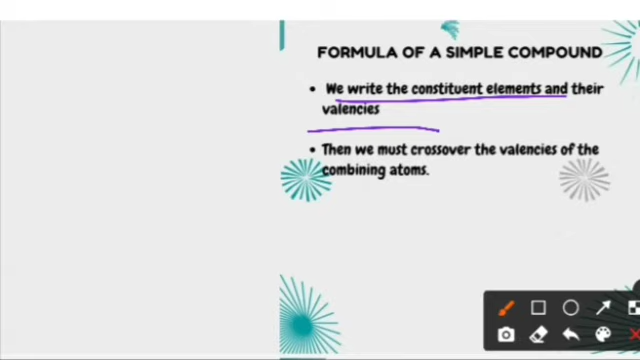 FORMULA OF A SIMPLE COMPOUND
• We write the constituent elements and their
valencies
• Then we must crossover the valencies of the
combining atoms.